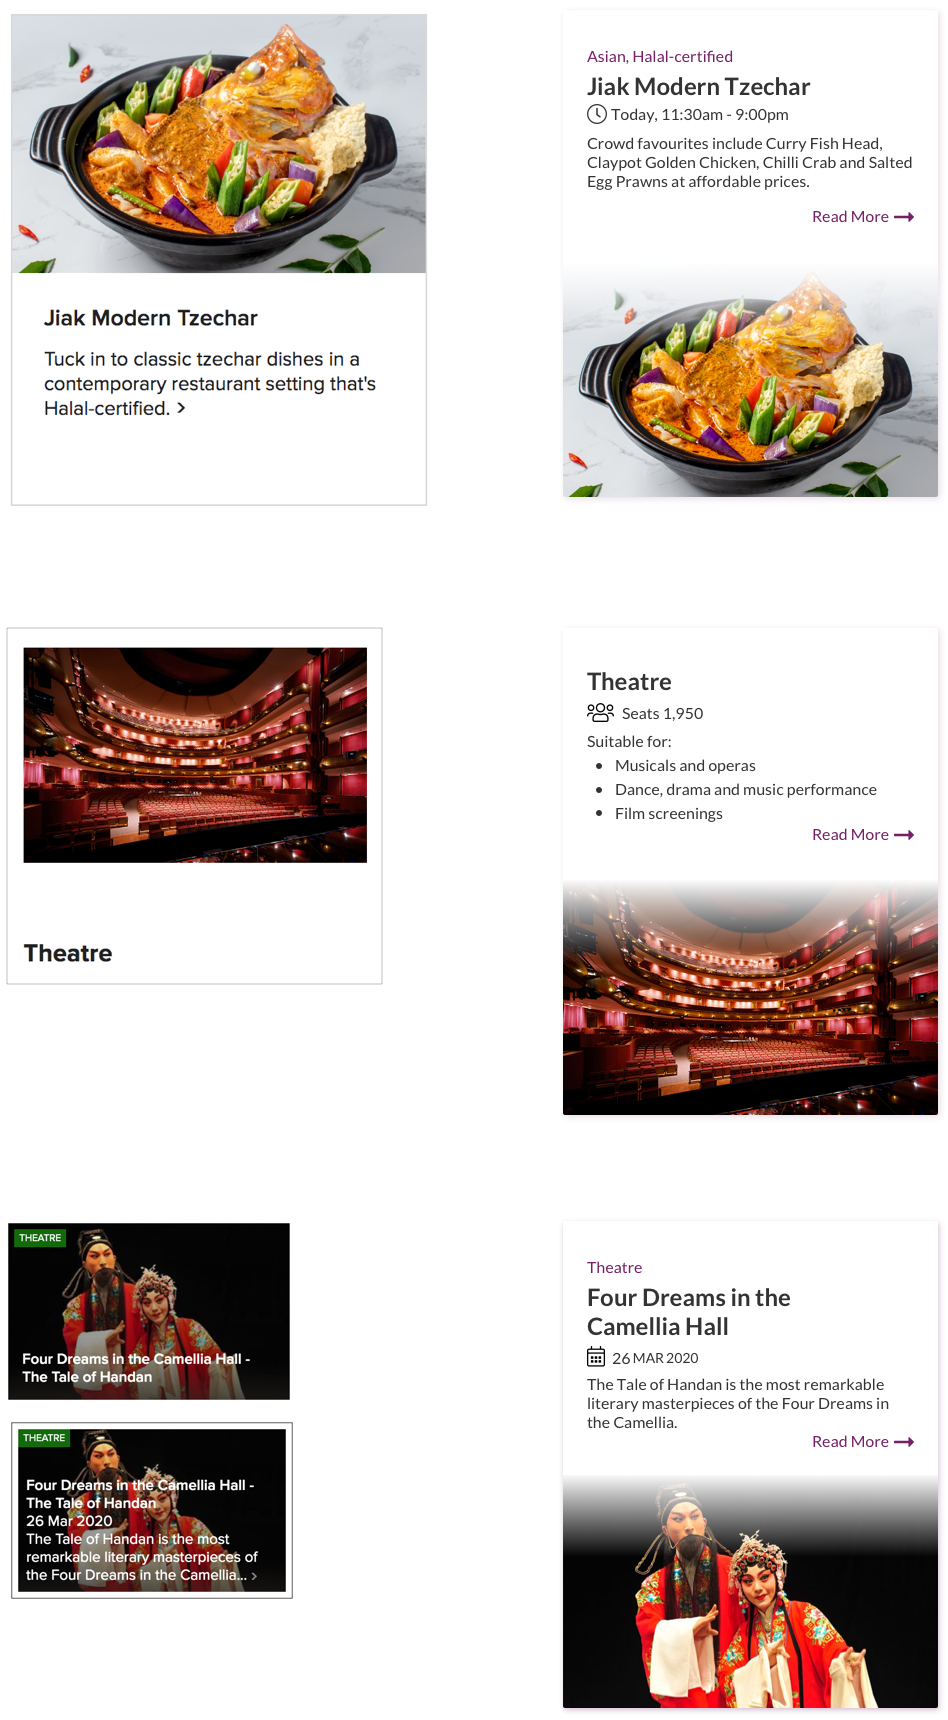 Jiak Modern Tzechar
Tuck in to classic tzechar dishes in a
contemporary restaurant setting that's
Halal-certified. >
Asian, Halal-certified
Jiak Modern Tzechar
Today, 11:30am - 9:00pm
Crowd favourites include Curry Fish Head,
Claypot Golden Chicken, Chilli Crab and Salted
Egg Prawns at affordable prices.
Read More
Theatre
Theatre
Seats 1,950
Suitable for:
• Musicals and operas
• Dance, drama and music performance
• Film screenings
Read More
THEATRE
Four Dreams in the Camellia Hall -
The Tale of Handan
THEATRE
Four Dreams in the Camellia Hall -
The Tale of Handan
26 Mar 2020
The Tale of Handan is the most
remarkable literary masterpieces of
the Four Dreams in the Camellia... >
Theatre
Four Dreams in the
Camellia Hall
26 MAR 2020
The Tale of Handan is the most remarkable
literary masterpieces of the Four Dreams in
the Camellia.
Read More